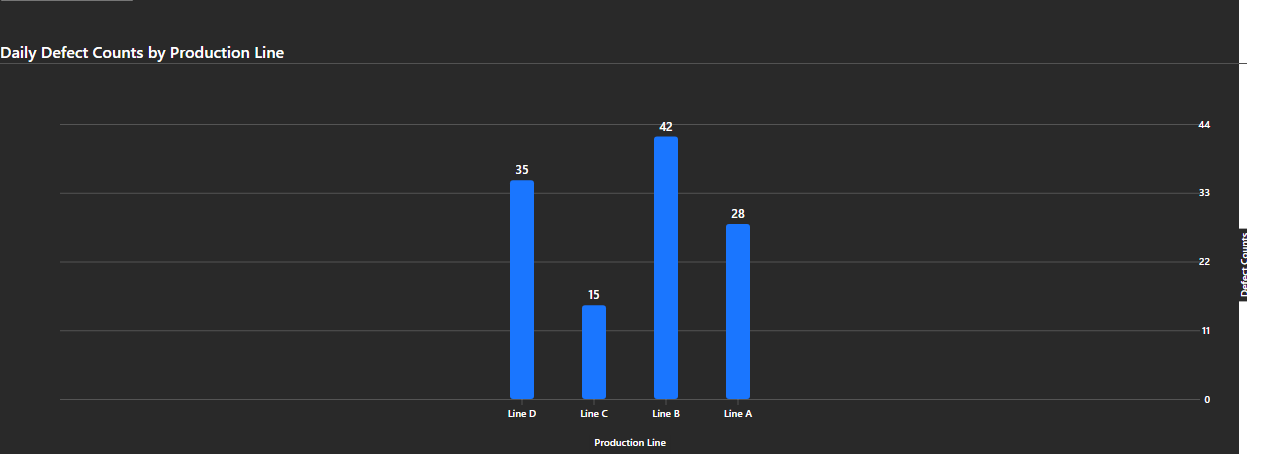 Daily Defect Counts by Production Line
44
42
35
33
28
22
Defect Counts
15
11
0
Line D Line C Line B Line A
Production Line